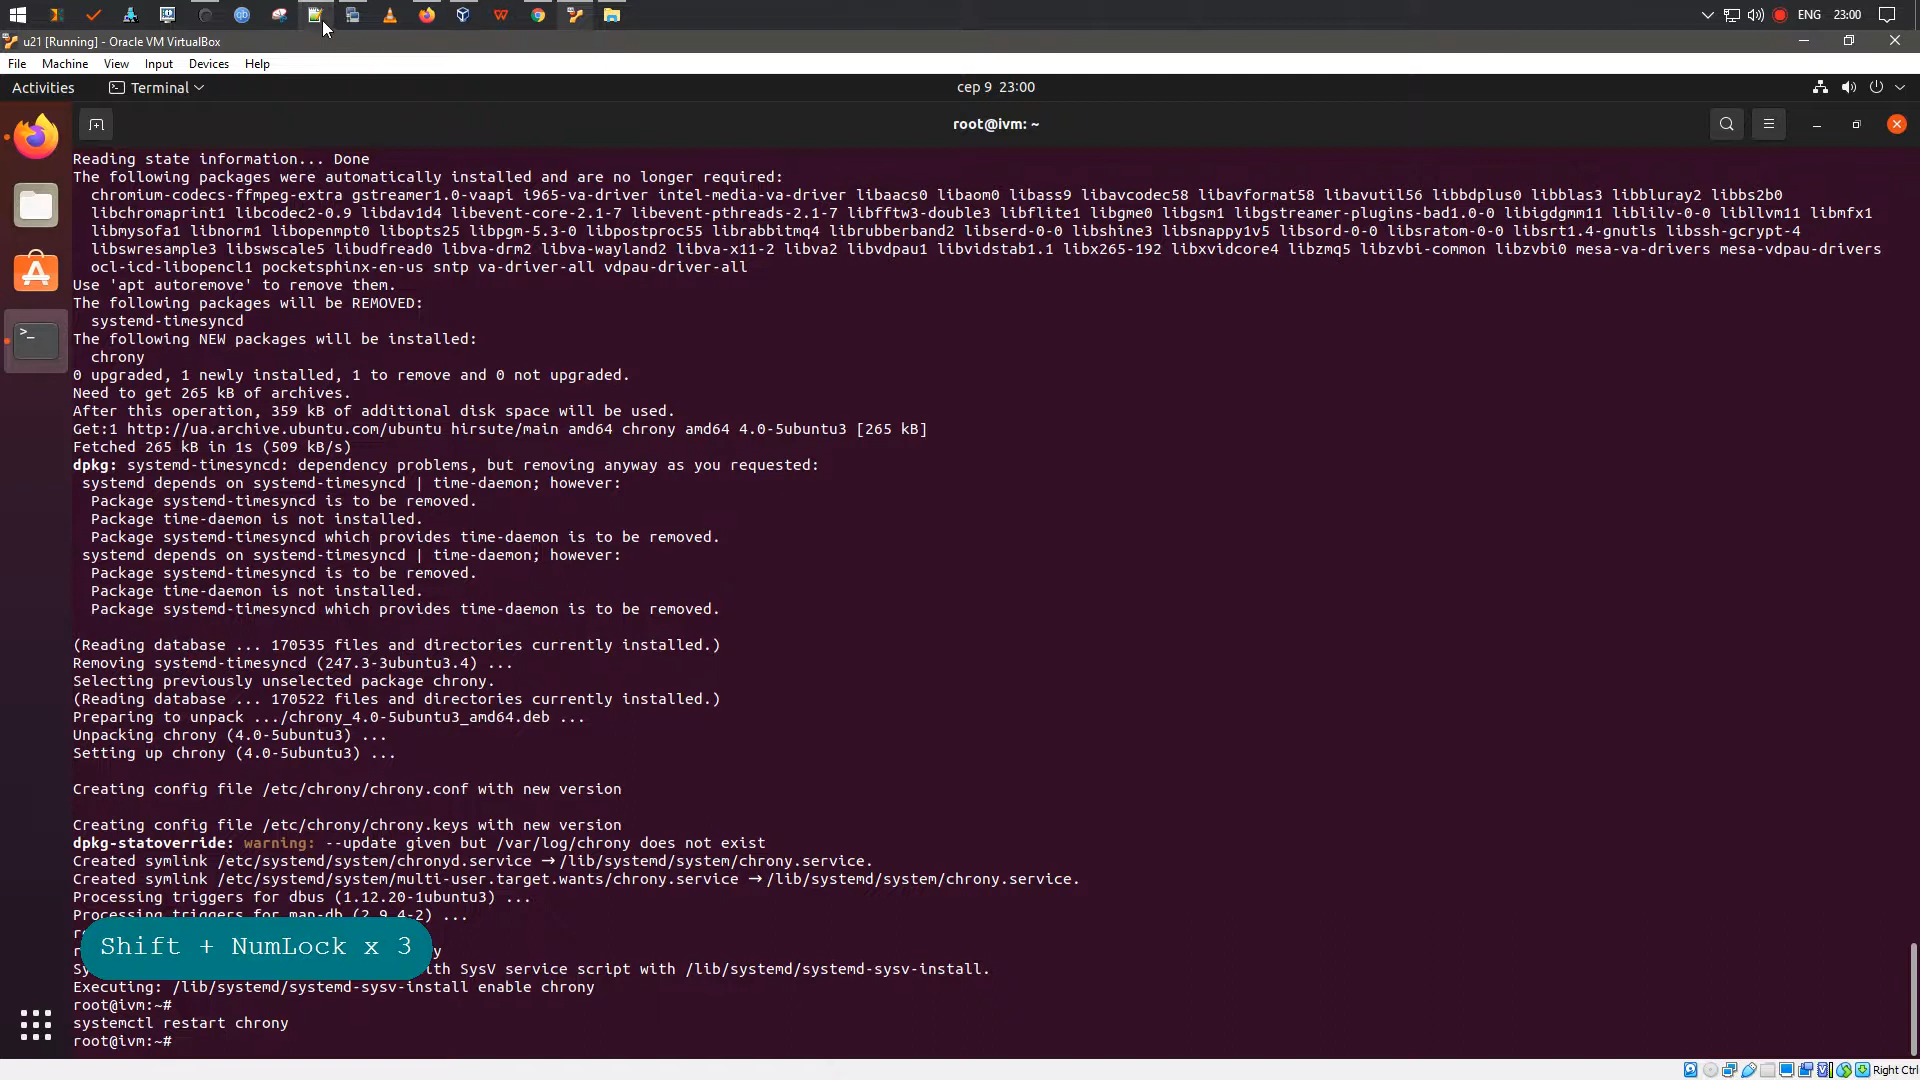 ENG 23:00
u21 [Running] - Oracle VM VirtualBox
File Machine View Input Devices Help
Activities Terminal сер 9 23:00
root@ivm: ~
Reading state information... Done
The following packages were automatically installed and are no longer required:
chromium-codecs-ffmpeg-extra gstreamer1.0-vaapi i965-va-driver intel-media-va-driver libaacs0 libaom0 libass9 libavcodec58 libavformat58 libavutil56 libbdplus0 libblas3 libbluray2 libbs2b0
libchromaprint1 libcodec2-0.9 libdav1d4 libevent-core-2.1-7 libevent-pthreads-2.1-7 libfftw3-double3 libflite1 libgme0 libgsm1 libgstreamer-plugins-bad1.0-0 libigdgmm11 liblilv-0-0 libllvm11 libmfx1
libmysofa1 libnorm1 libopenmpt0 libopts25 libpgm-5.3-0 libpostproc55 librabbitmq4 librubberband2 libserd-0-0 libshine3 libsnappy1v5 libsord-0-0 libsratom-0-0 libsrt1.4-gnutls libssh-gcrypt-4
libswresample3 libswscale5 libudfread0 libva-drm2 libva-wayland2 libva-x11-2 libva2 libvdpau1 libvidstab1.1 libx265-192 libxvidcore4 libzmq5 libzvbi-common libzvbi0 mesa-va-drivers mesa-vdpau-drivers
ocl-icd-libopencl1 pocketsphinx-en-us sntp va-driver-all vdpau-driver-all
Use 'apt autoremove' to remove them.
The following packages will be REMOVED:
systemd-timesyncd
The following NEW packages will be installed:
chrony
0 upgraded, 1 newly installed, 1 to remove and 0 not upgraded.
Need to get 265 kB of archives.
After this operation, 359 kB of additional disk space will be used.
Get:1 http://ua.archive.ubuntu.com/ubuntu hirsute/main amd64 chrony amd64 4.0-5ubuntu3 [265 kB]
Fetched 265 kB in 1s (509 kB/s)
dpkg: systemd-timesyncd: dependency problems, but removing anyway as you requested:
systemd depends on systemd-timesyncd | time-daemon; however:
Package systemd-timesyncd is to be removed.
Package time-daemon is not installed.
Package systemd-timesyncd which provides time-daemon is to be removed.
systemd depends on systemd-timesyncd | time-daemon; however:
Package systemd-timesyncd is to be removed.
Package time-daemon is not installed.
Package systemd-timesyncd which provides time-daemon is to be removed.
(Reading database ... 170535 files and directories currently installed.)
Removing systemd-timesyncd (247.3-3ubuntu3.4) ...
Selecting previously unselected package chrony.
(Reading database ... 170522 files and directories currently installed.)
Preparing to unpack .../chrony_4.0-5ubuntu3_amd64.deb ...
Unpacking chrony (4.0-5ubuntu3) ...
Setting up chrony (4.0-5ubuntu3) ...
Creating config file /etc/chrony/chrony.conf with new version
Creating config file /etc/chrony/chrony.keys with new version
dpkg-statoverride: warning: --update given but /var/log/chrony does not exist
Created symlink /etc/systemd/system/chronyd.service → /lib/systemd/system/chrony.service.
Created symlink /etc/systemd/system/multi-user.target.wants/chrony.service → /lib/systemd/system/chrony.service.
Processing triggers for dbus (1.12.20-1ubuntu3) ...
Processing triggers for man-db (2.9.4-2) ...
Shift + NumLock x 3
SysV service script with /lib/systemd/systemd-sysv-install.
Executing: /lib/systemd/systemd-sysv-install enable chrony
root@ivm:~#
systemctl restart chrony
root@ivm:~#
Right Ctrl